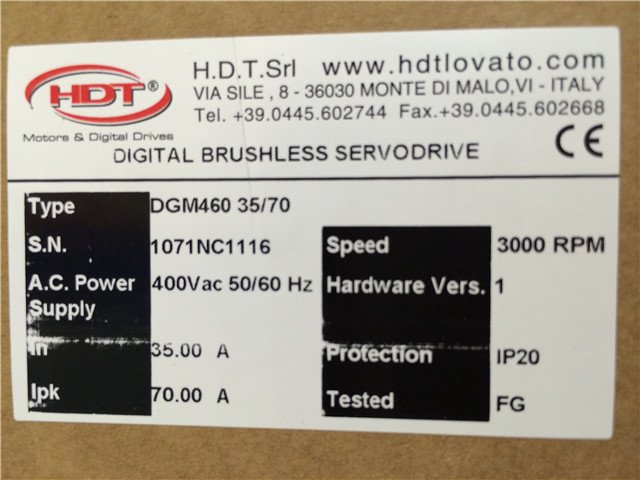 HDT®
Motors & Digital Drives
H.D.T.Srl www.hdtlovato.com
VIA SILE , 8 - 36030 MONTE DI MALO,VI - ITALY
Tel. +39.0445.602744 Fax.+39.0445.602668
DIGITAL BRUSHLESS SERVODRIVE
CE
Type DGM460 35/70
S.N. 1071NC1116 Speed 3000 RPM
A.C. Power Supply 400Vac 50/60 Hz Hardware Vers. 1
In 35.00 A Protection IP20
Ipk 70.00 A Tested FG